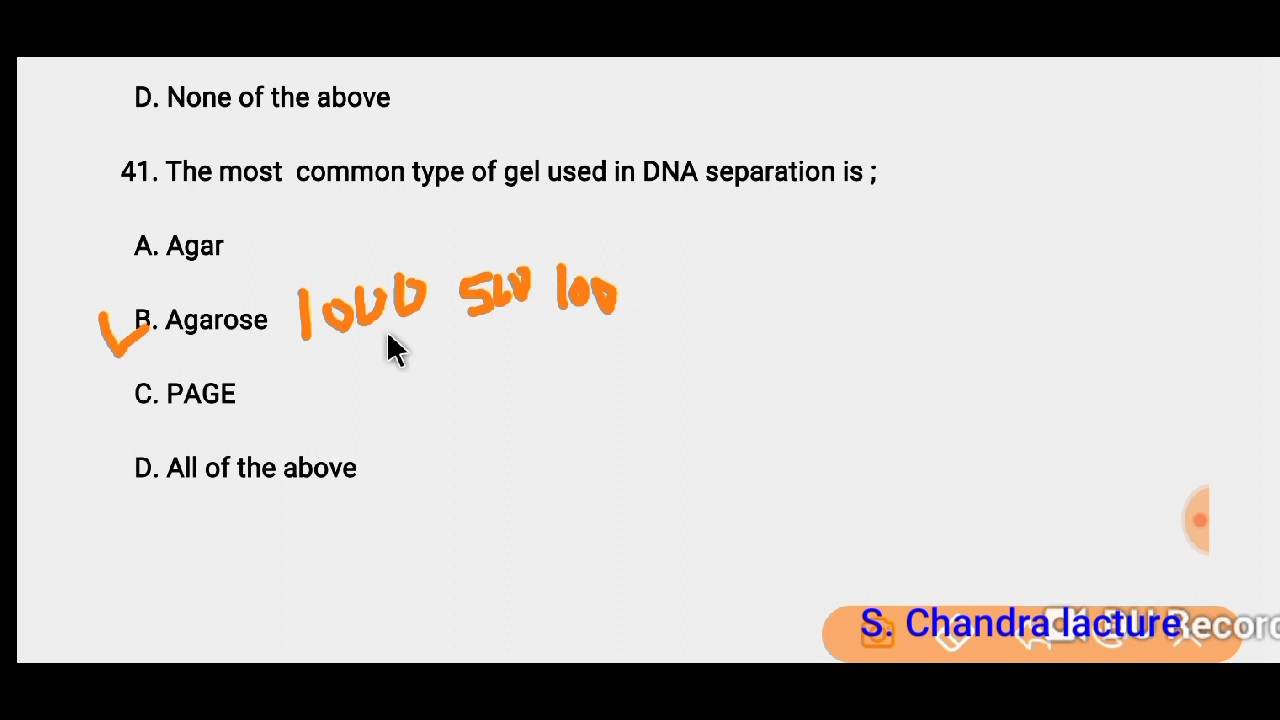 D. None of the above
41. The most common type of gel used in DNA separation is ;
A. Agar
B. Agarose 1000 500 100
C. PAGE
D. All of the above
S. Chandra lacture
Recor